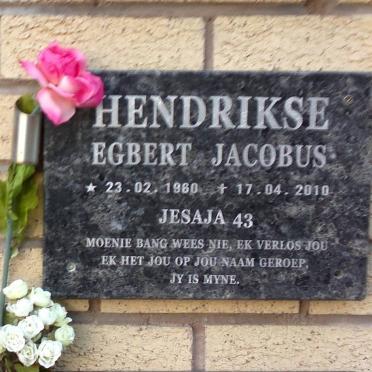 HENDRIKSE
EGBERT JACOBUS
★ 23.02.1960 ✝ 17.04.2010
JESAJA 43
MOENIE BANG WEES NIE, EK VERLOS JOU
EK HET JOU OP JOU NAAM GEROEP,
JY IS MYNE.